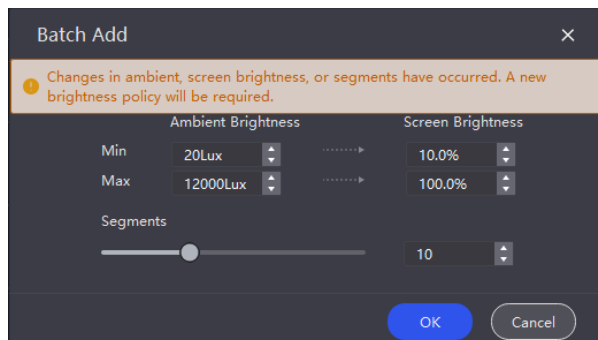 Batch Add
Changes in ambient, screen brightness, or segments have occurred. A new
brightness policy will be required.
Ambient Brightness Screen Brightness
Min 20Lux 10.0%
Max 12000Lux 100.0%
Segments
10
OK Cancel